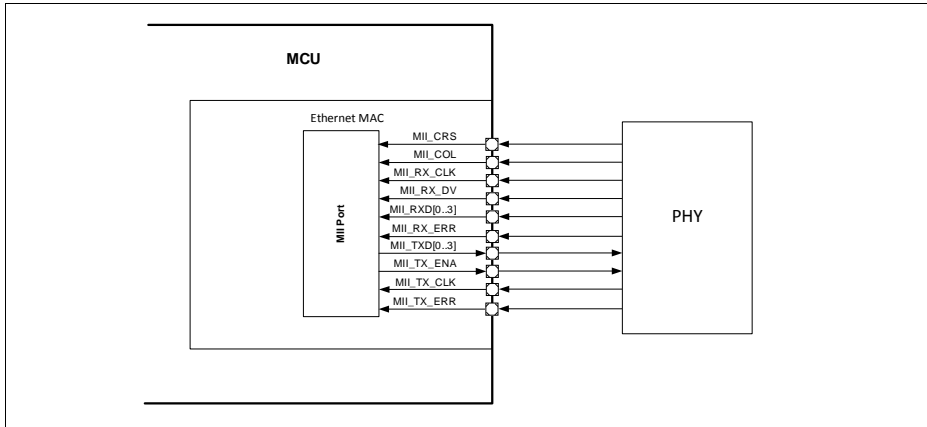 MCU
Ethernet MAC
MII Port
MII_CRS
MII_COL
MII_RX_CLK
MII_RX_DV
MII_RXD[0..3]
MII_RX_ERR
MII_TXD[0..3]
MII_TX_ENA
MII_TX_CLK
MII_TX_ERR
PHY